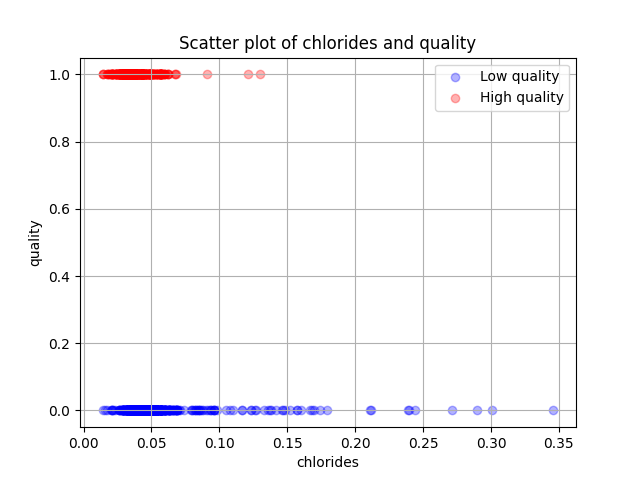 Scatter plot of chlorides and quality
Low quality
High quality
1.0
0.8
0.6
0.4
0.2
0.0
quality
0.00 0.05 0.10 0.15 0.20 0.25 0.30 0.35
chlorides